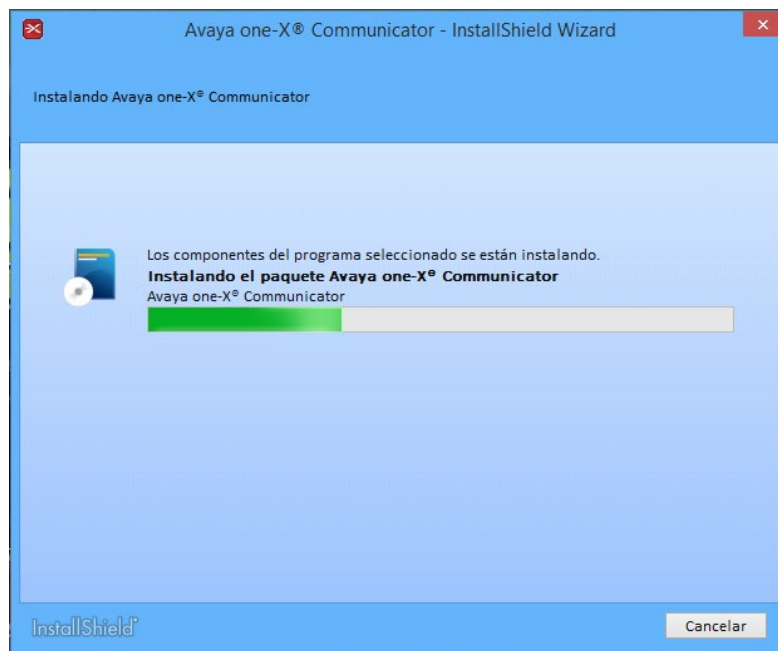 Avaya one-X® Communicator - InstallShield Wizard
Instalando Avaya one-X® Communicator
Los componentes del programa seleccionado se están instalando.
Instalando el paquete Avaya one-X® Communicator
Avaya one-X® Communicator
InstallShield®
Cancelar